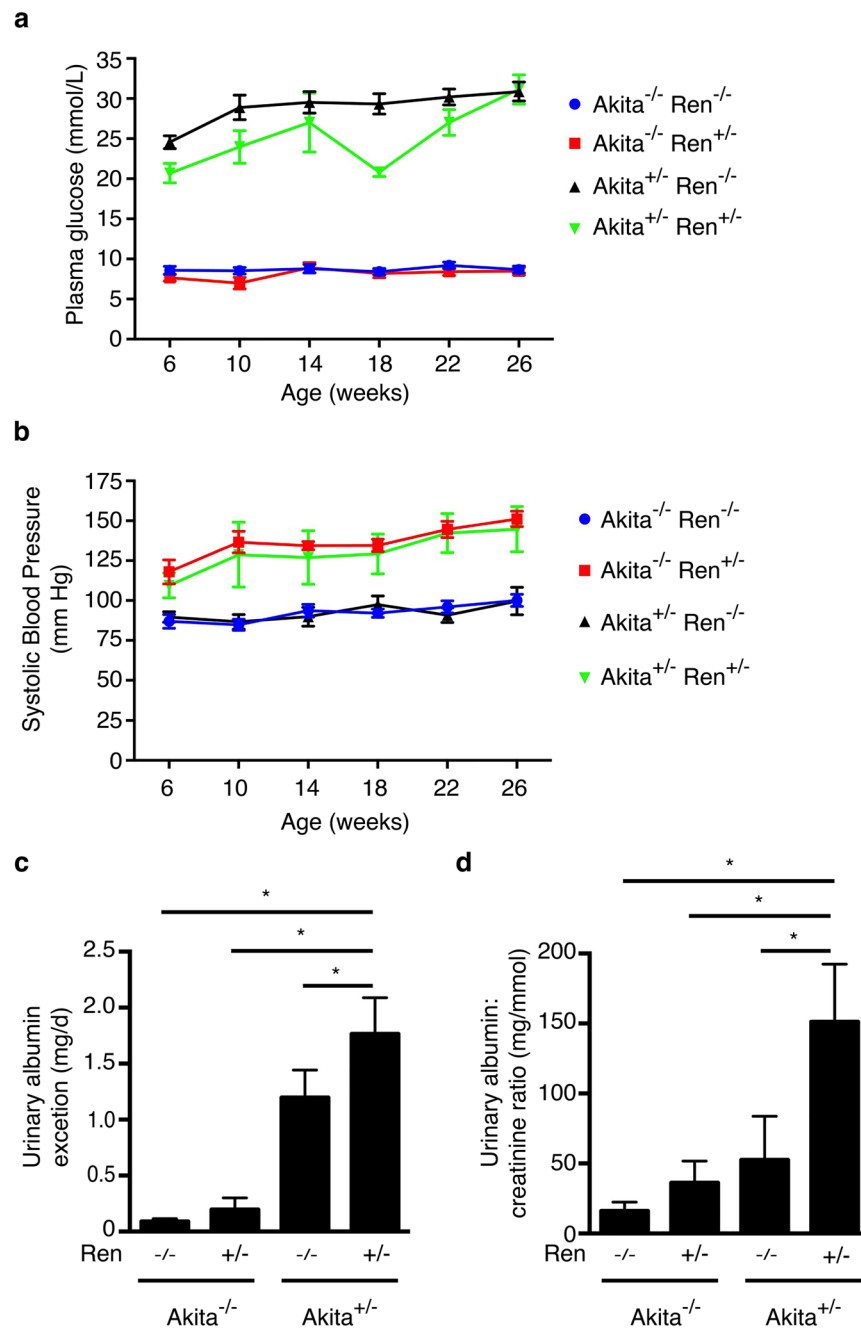 a
Plasma glucose (mmol/L)
35
30
25
20
15
10
5
0
6 10 14 18 22 26
Age (weeks)
Akita-/- Ren-/-
Akita-/- Ren+/-
Akita+/- Ren-/-
Akita+/- Ren+/-
b
Systolic Blood Pressure
(mm Hg)
175
150
125
100
75
50
25
0
6 10 14 18 22 26
Age (weeks)
Akita-/- Ren-/-
Akita-/- Ren+/-
Akita+/- Ren-/-
Akita+/- Ren+/-
c
Urinary albumin
excetion (mg/d)
*
*
*
2.5
2.0
1.5
1.0
0.5
0
Ren -/- +/- -/- +/-
Akita-/- Akita+/-
d
Urinary albumin:
creatinine ratio (mg/mmol)
*
*
*
200
150
100
50
0
Ren -/- +/- -/- +/-
Akita-/- Akita+/-